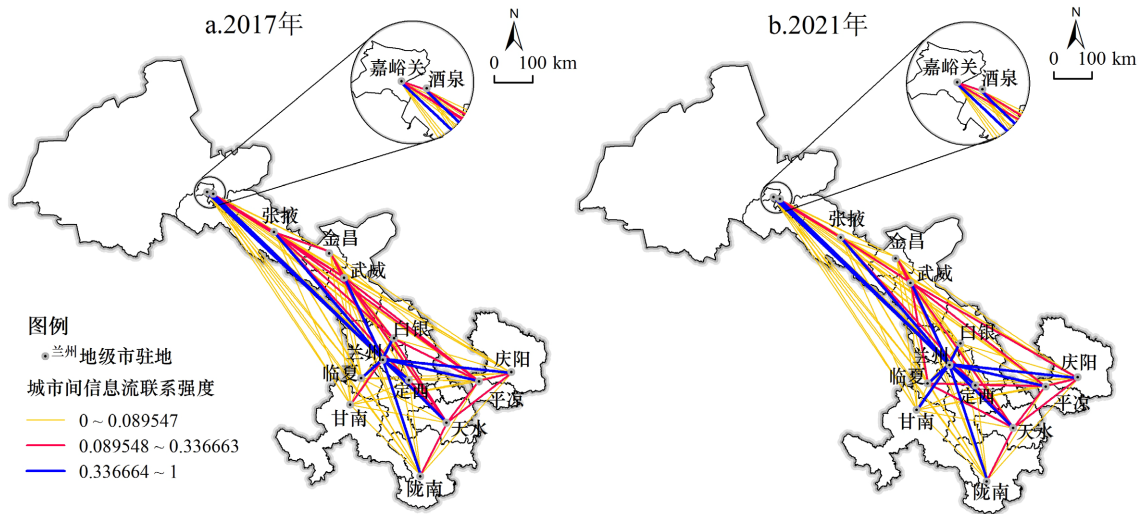 a.2017年
N
0 100 km
嘉峪关
酒泉
张掖
金昌
武威
白银
兰州
临夏
定西
庆阳
平凉
甘南
天水
陇南
图例
兰州 地级市驻地
城市间信息流联系强度
0 ~ 0.089547
0.089548 ~ 0.336663
0.336664 ~ 1
b.2021年
N
0 100 km
嘉峪关
酒泉
张掖
金昌
武威
白银
兰州
临夏
定西
庆阳
平凉
甘南
天水
陇南